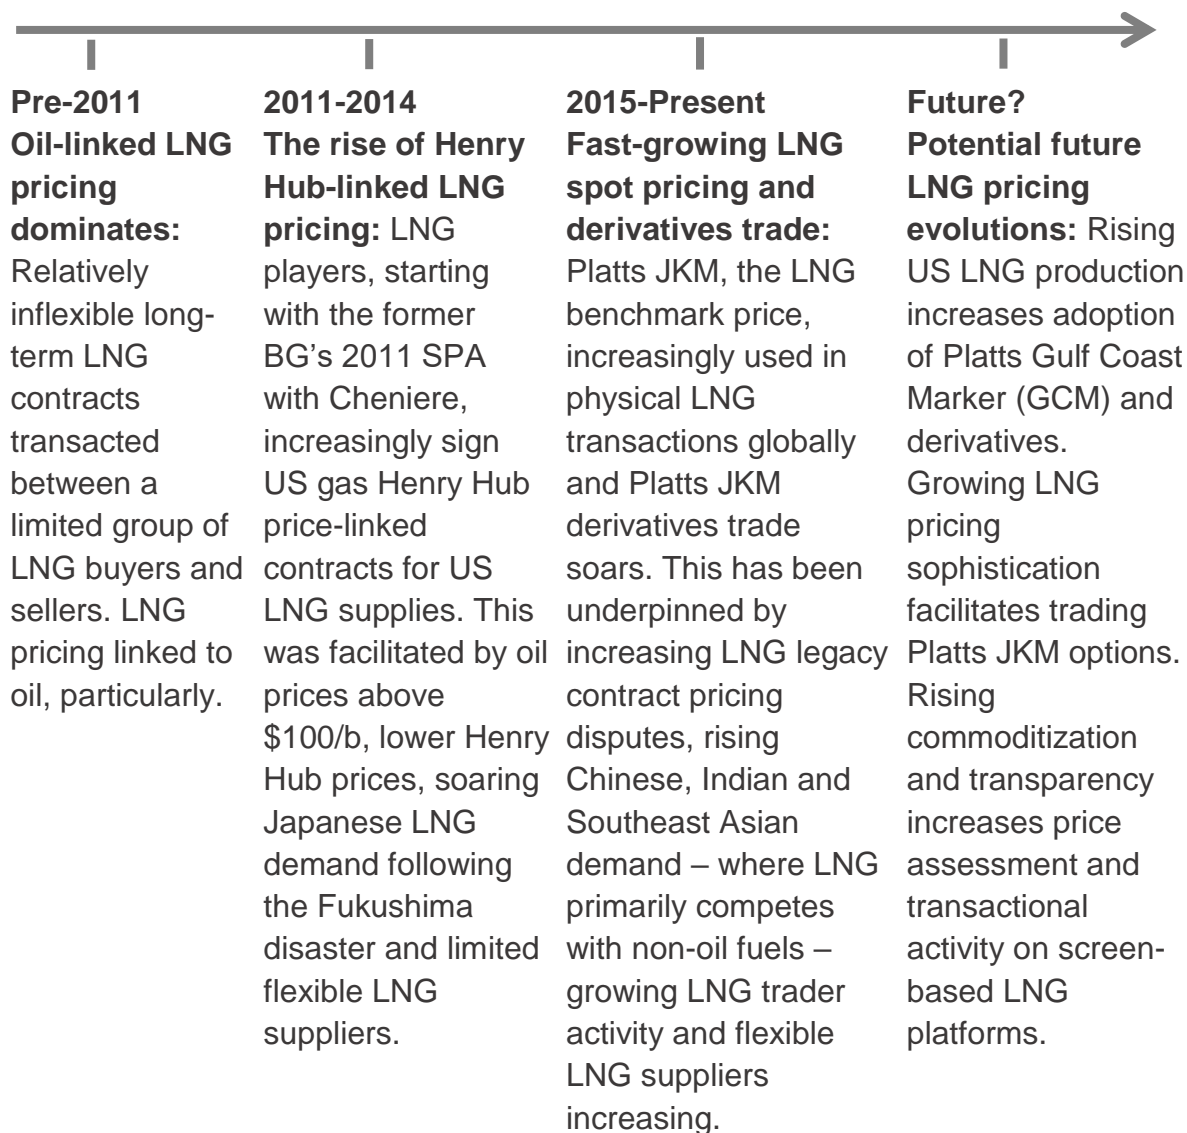 Pre-2011
Oil-linked LNG
pricing
dominates:
Relatively
inflexible long-
term LNG
contracts
transacted
between a
limited group of
LNG buyers and
sellers. LNG
pricing linked to
oil, particularly.
2011-2014
The rise of Henry
Hub-linked LNG
pricing: LNG
players, starting
with the former
BG's 2011 SPA
with Cheniere,
increasingly sign
US gas Henry Hub
price-linked
contracts for US
LNG supplies. This
was facilitated by oil
prices above
$100/b, lower Henry
Hub prices, soaring
Japanese LNG
demand following
the Fukushima
disaster and limited
flexible LNG
suppliers.
2015-Present
Fast-growing LNG
spot pricing and
derivatives trade:
Platts JKM, the LNG
benchmark price,
increasingly used in
physical LNG
transactions globally
and Platts JKM
derivatives trade
soars. This has been
underpinned by
increasing LNG legacy
contract pricing
disputes, rising
Chinese, Indian and
Southeast Asian
demand – where LNG
primarily competes
with non-oil fuels –
growing LNG trader
activity and flexible
LNG suppliers
increasing.
Future?
Potential future
LNG pricing
evolutions: Rising
US LNG production
increases adoption
of Platts Gulf Coast
Marker (GCM) and
derivatives.
Growing LNG
pricing
sophistication
facilitates trading
Platts JKM options.
Rising
commoditization
and transparency
increases price
assessment and
transactional
activity on screen-
based LNG
platforms.